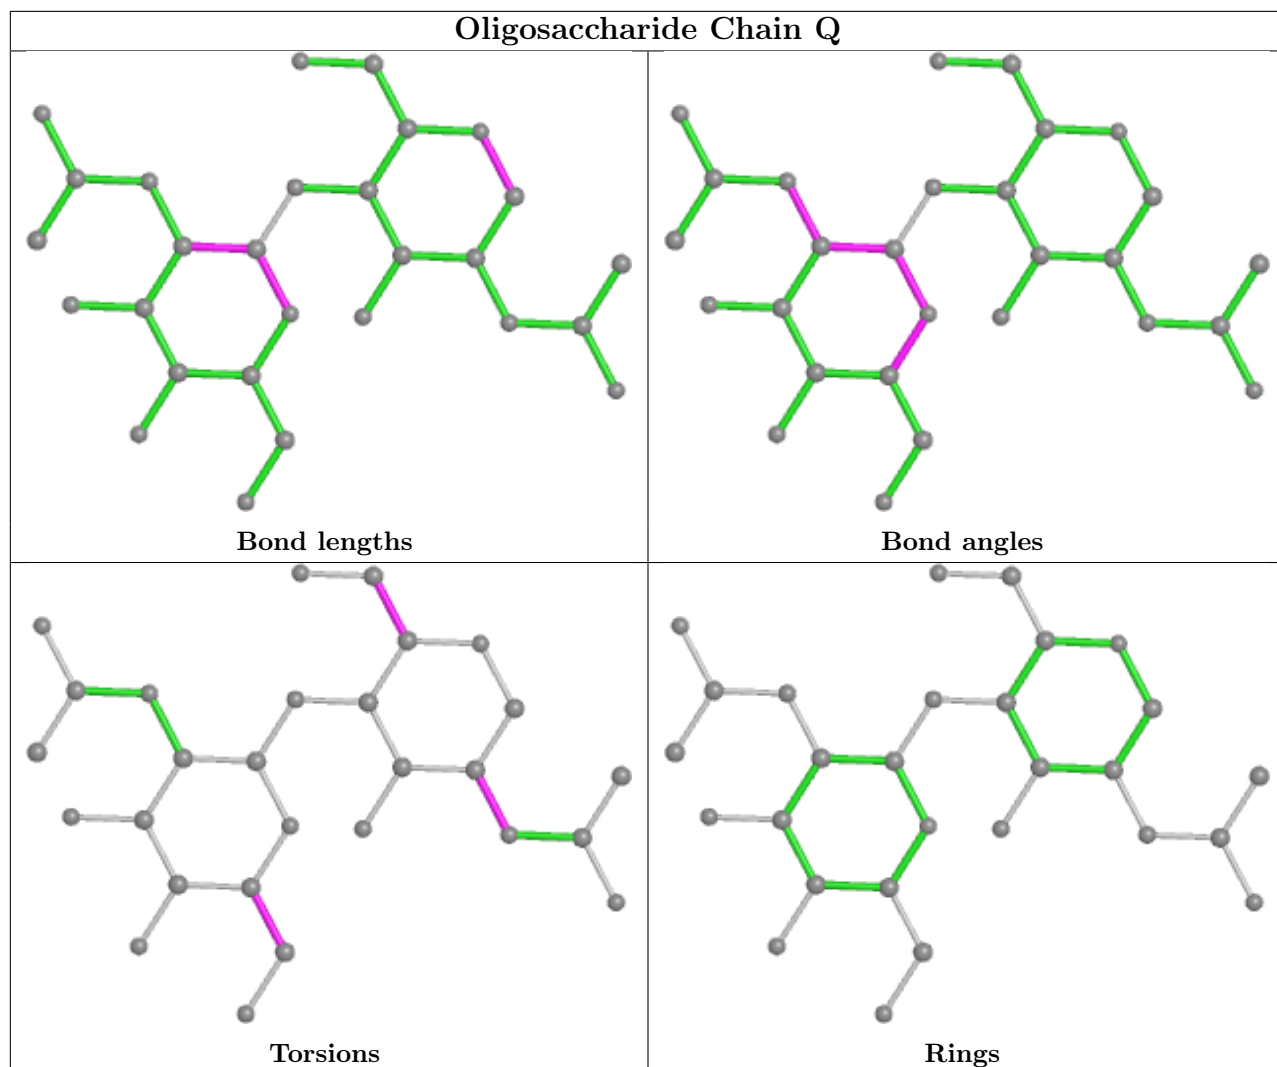 Oligosaccharide Chain Q
Bond lengths
Bond angles
Torsions
Rings